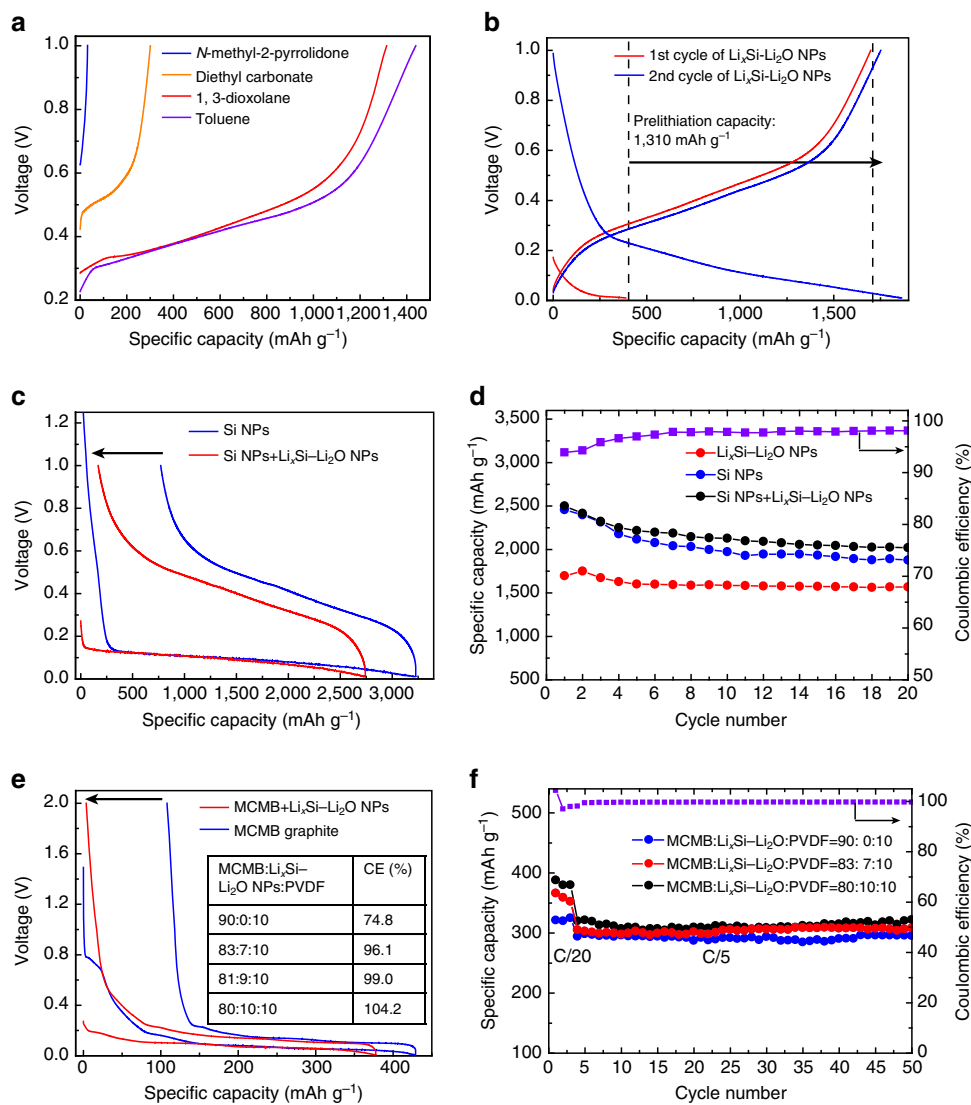 a
N-methyl-2-pyrrolidone
Diethyl carbonate
1, 3-dioxolane
Toluene
Voltage (V)
1.0
0.8
0.6
0.4
0.2
0 200 400 600 800 1,000 1,200 1,400
Specific capacity (mAh g⁻¹)
b
1st cycle of LiₓSi-Li₂O NPs
2nd cycle of LiₓSi-Li₂O NPs
Prelithiation capacity:
1,310 mAh g⁻¹
Voltage (V)
1.0
0.8
0.6
0.4
0.2
0.0
0 500 1,000 1,500
Specific capacity (mAh g⁻¹)
c
Si NPs
Si NPs+LiₓSi–Li₂O NPs
Voltage (V)
1.2
1.0
0.8
0.6
0.4
0.2
0.0
0 500 1,000 1,500 2,000 2,500 3,000
Specific capacity (mAh g⁻¹)
d
LiₓSi–Li₂O NPs
Si NPs
Si NPs+LiₓSi–Li₂O NPs
Specific capacity (mAh g⁻¹)
3,500
3,250
3,000
2,500
2,000
1,500
1,000
500
Coulombic efficiency (%)
100
90
80
70
60
50
0 2 4 6 8 10 12 14 16 18 20
Cycle number
e
MCMB+LiₓSi–Li₂O NPs
MCMB graphite
MCMB:LiₓSi– CE (%)
Li₂O NPs:PVDF
90:0:10 74.8
83:7:10 96.1
81:9:10 99.0
80:10:10 104.2
Voltage (V)
2.0
1.6
1.2
0.8
0.4
0.0
0 100 200 300 400
Specific capacity (mAh g⁻¹)
f
MCMB:LiₓSi–Li₂O:PVDF=90: 0:10
MCMB:LiₓSi–Li₂O:PVDF=83: 7:10
MCMB:LiₓSi–Li₂O:PVDF=80:10:10
C/20 C/5
Specific capacity (mAh g⁻¹)
500
400
300
200
100
Coulombic efficiency (%)
100
80
60
40
20
0
0 5 10 15 20 25 30 35 40 45 50
Cycle number